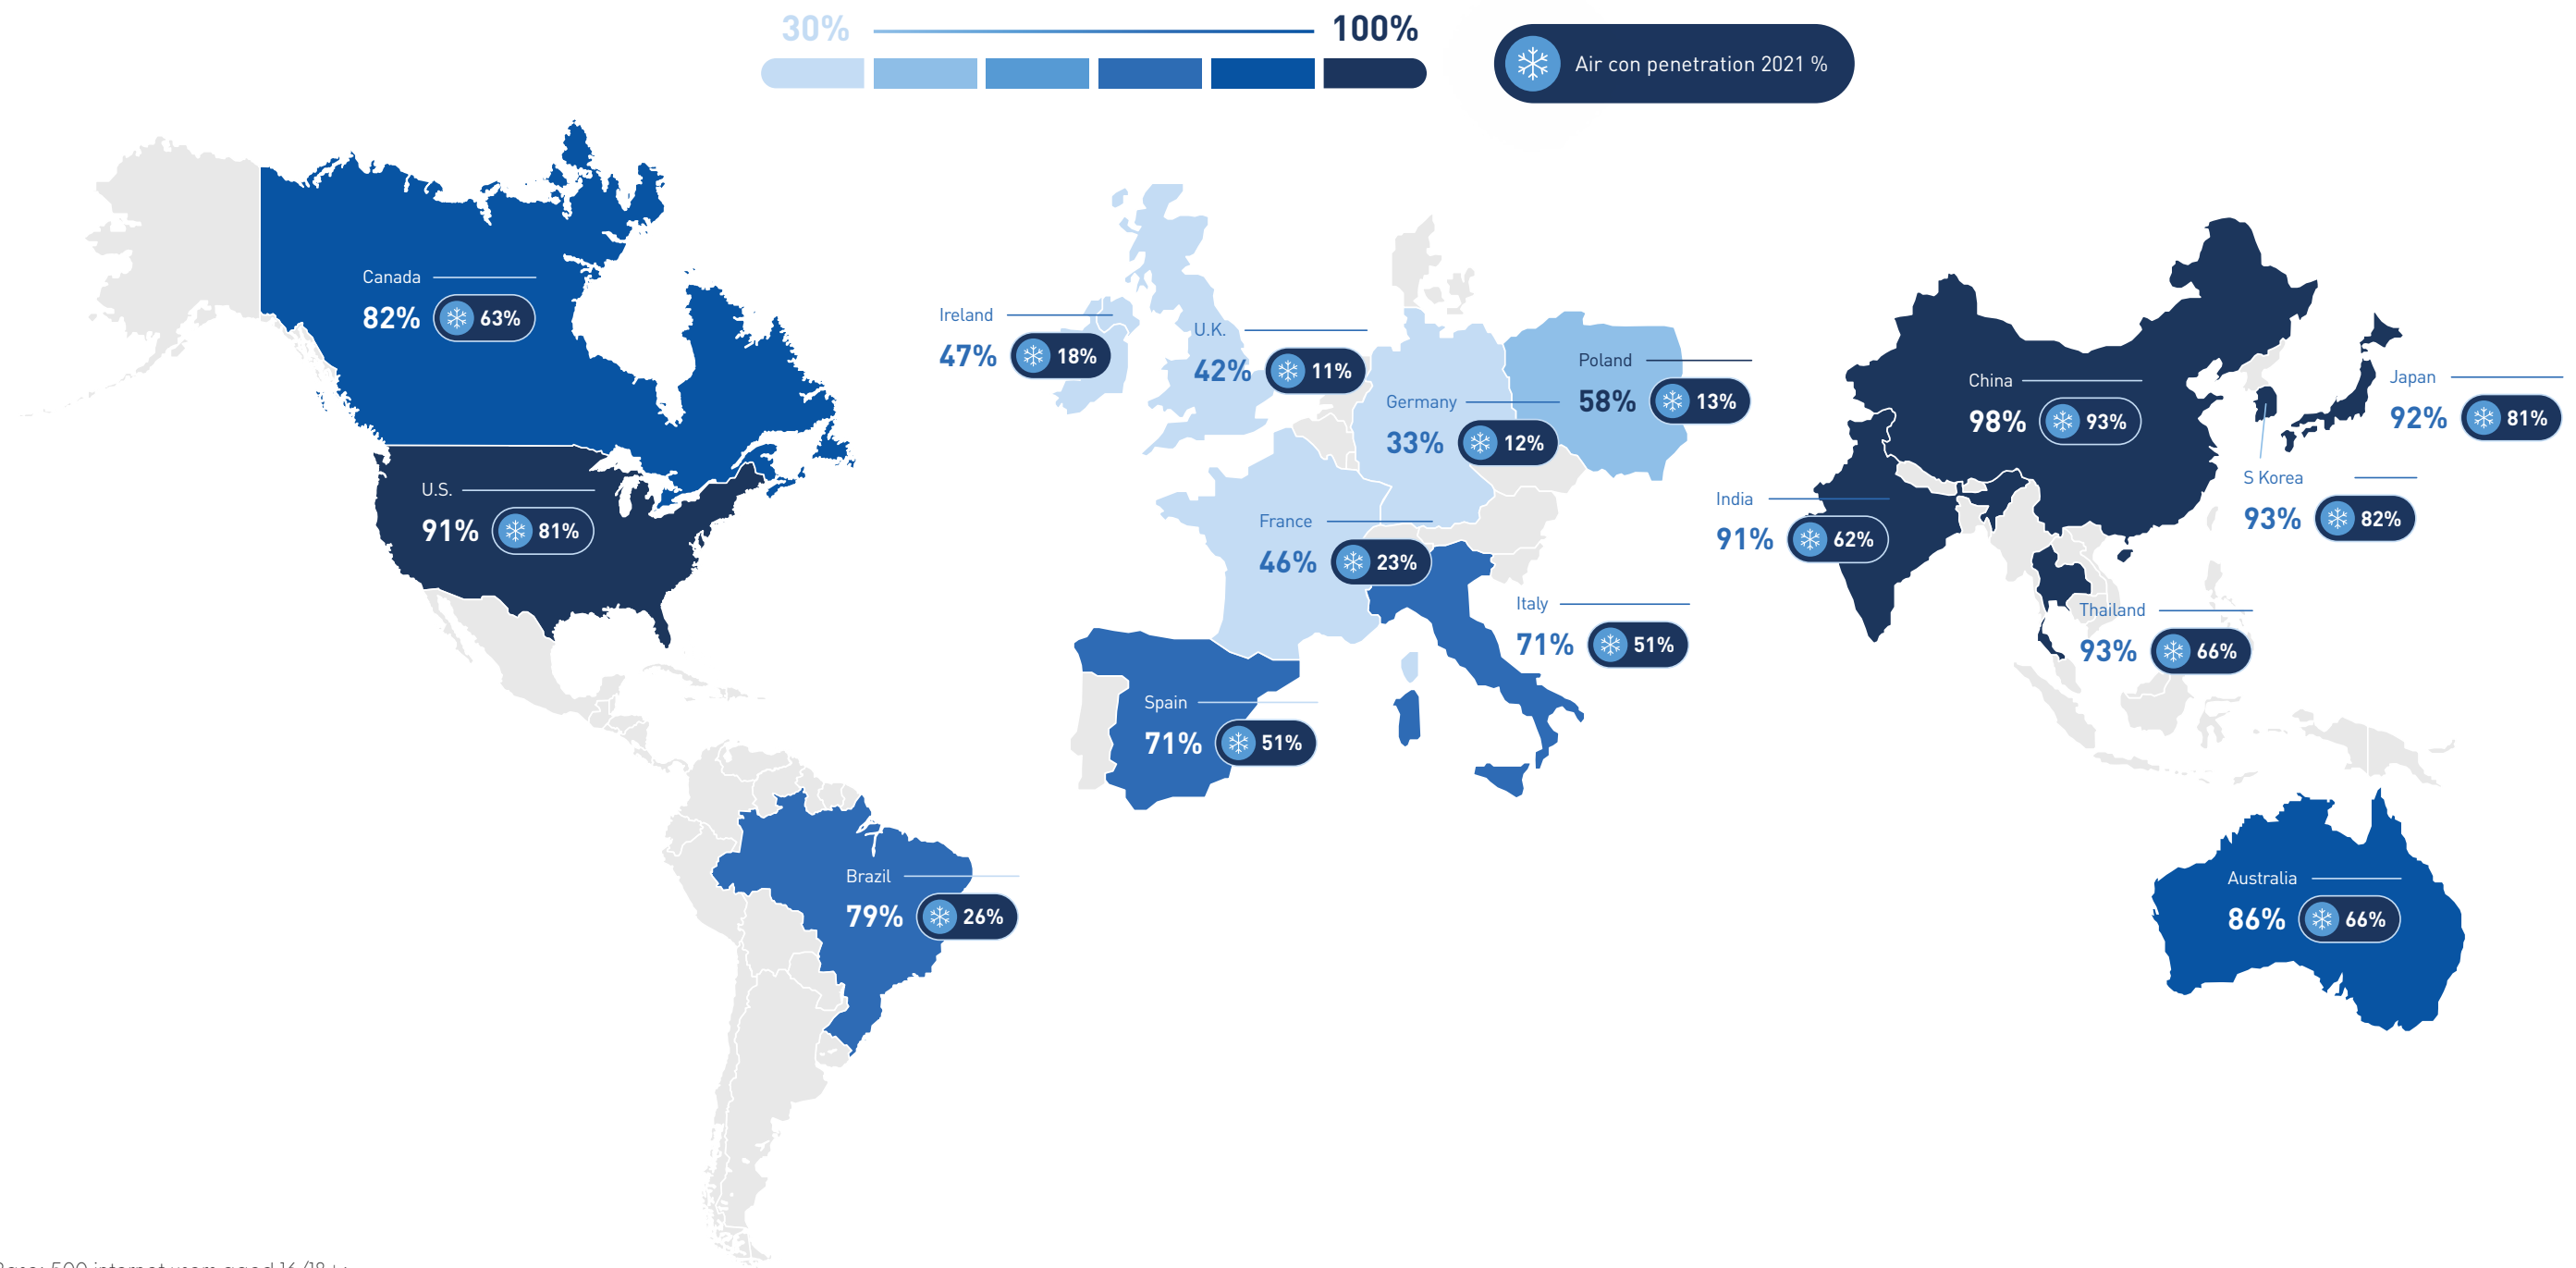 30% 100%
Air con penetration 2021 %
Canada
82% 63%
U.S.
91% 81%
Brazil
79% 26%
Ireland
47% 18%
U.K.
42% 11%
Germany
33% 12%
Poland
58% 13%
France
46% 23%
Italy
71% 51%
Spain
71% 51%
China
98% 93%
Japan
92% 81%
S Korea
93% 82%
India
91% 62%
Thailand
93% 66%
Australia
86% 66%